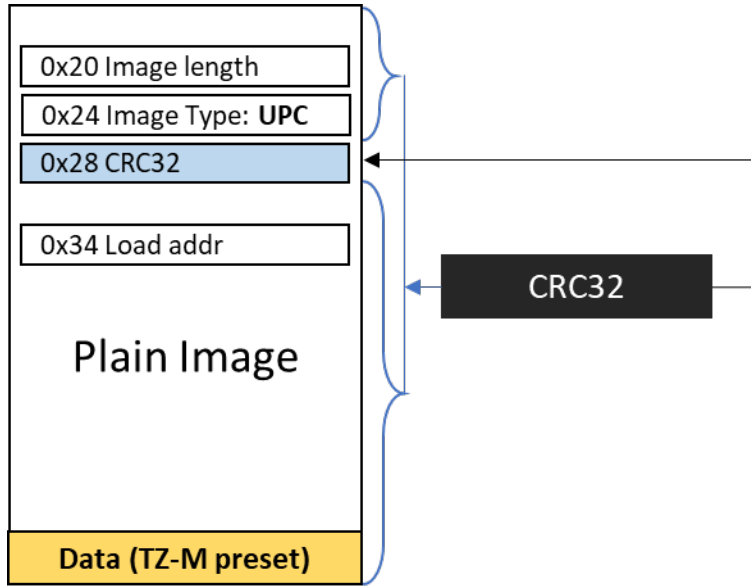 0x20 Image length
0x24 Image Type: UPC
0x28 CRC32
0x34 Load addr
CRC32
Plain Image
Data (TZ-M preset)